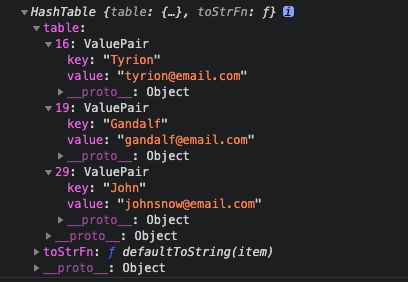 HashTable {table: {…}, toStrFn: ƒ} i
table:
16: ValuePair
key: "Tyrion"
value: "tyrion@email.com"
__proto__: Object
19: ValuePair
key: "Gandalf"
value: "gandalf@email.com"
__proto__: Object
29: ValuePair
key: "John"
value: "johnsnow@email.com"
__proto__: Object
__proto__: Object
toStrFn: ƒ defaultToString(item)
__proto__: Object